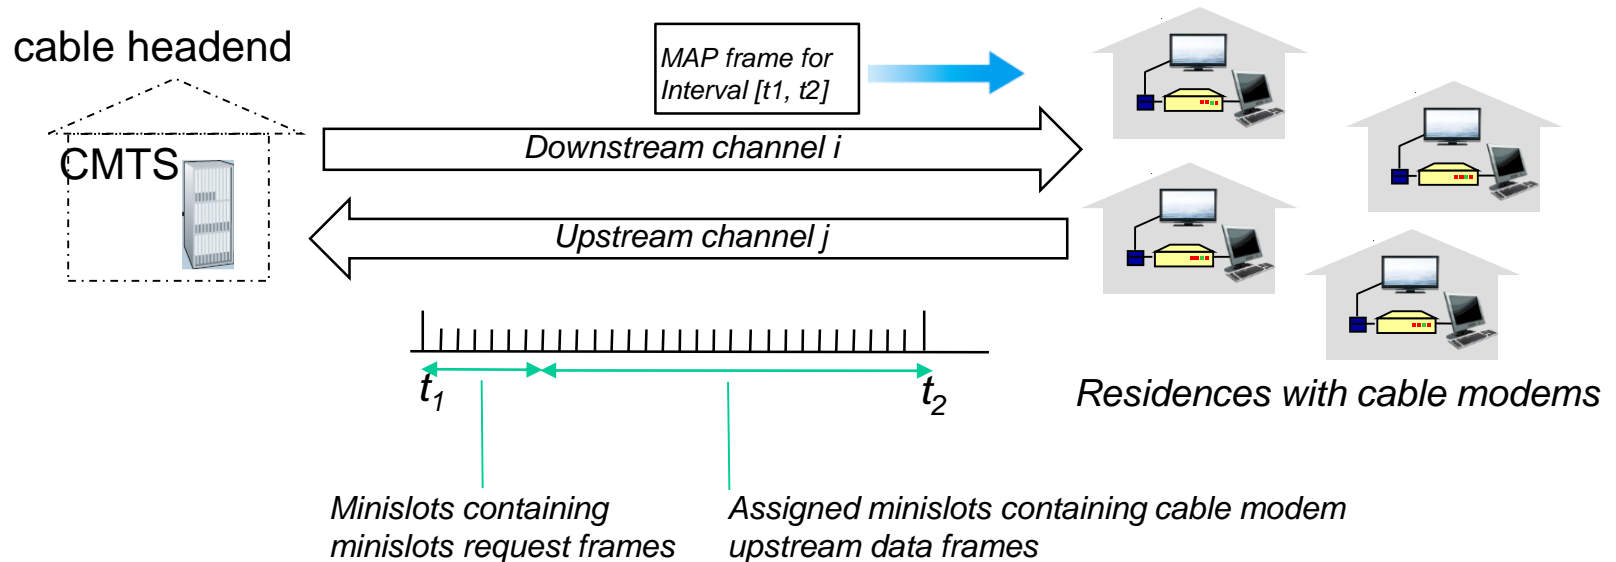 cable headend
MAP frame for
Interval [t1, t2]
CMTS
Downstream channel i
Upstream channel j
t1
t2
Residences with cable modems
Minislots containing
minislots request frames
Assigned minislots containing cable modem
upstream data frames